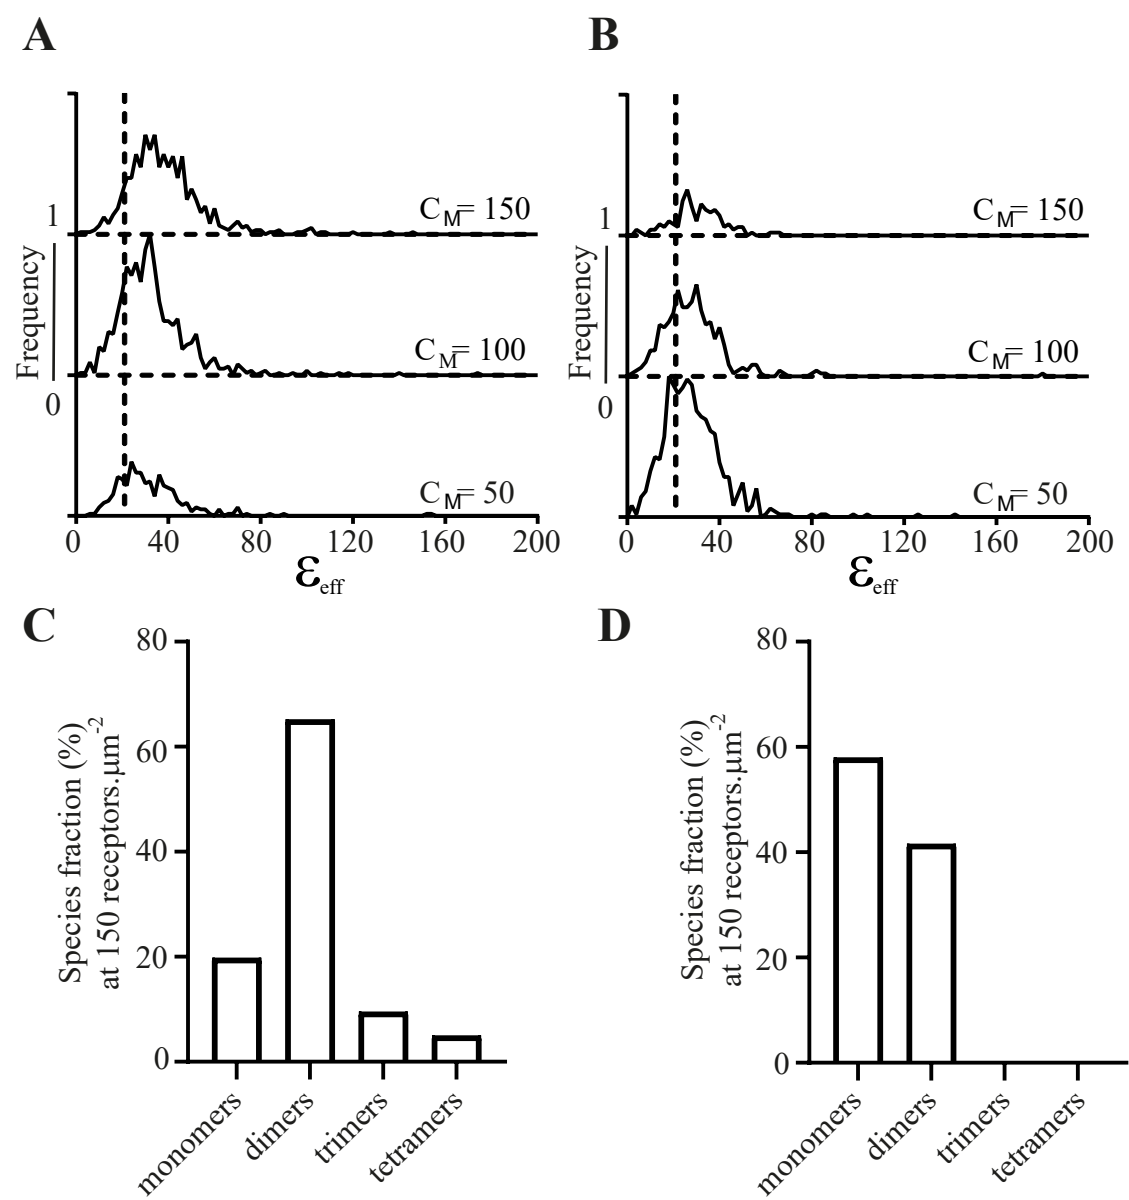 A
B
C_M= 150
C_M= 100
C_M= 50
1
Frequency
0
0 40 80 120 160 200
ε_eff
C_M= 150
C_M= 100
C_M= 50
1
Frequency
0
0 40 80 120 160 200
ε_eff
C
D
80
60
40
20
0
Species fraction (%)
at 150 receptors.µm⁻²
monomers
dimers
trimers
tetramers
80
60
40
20
0
Species fraction (%)
at 150 receptors.µm⁻²
monomers
dimers
trimers
tetramers